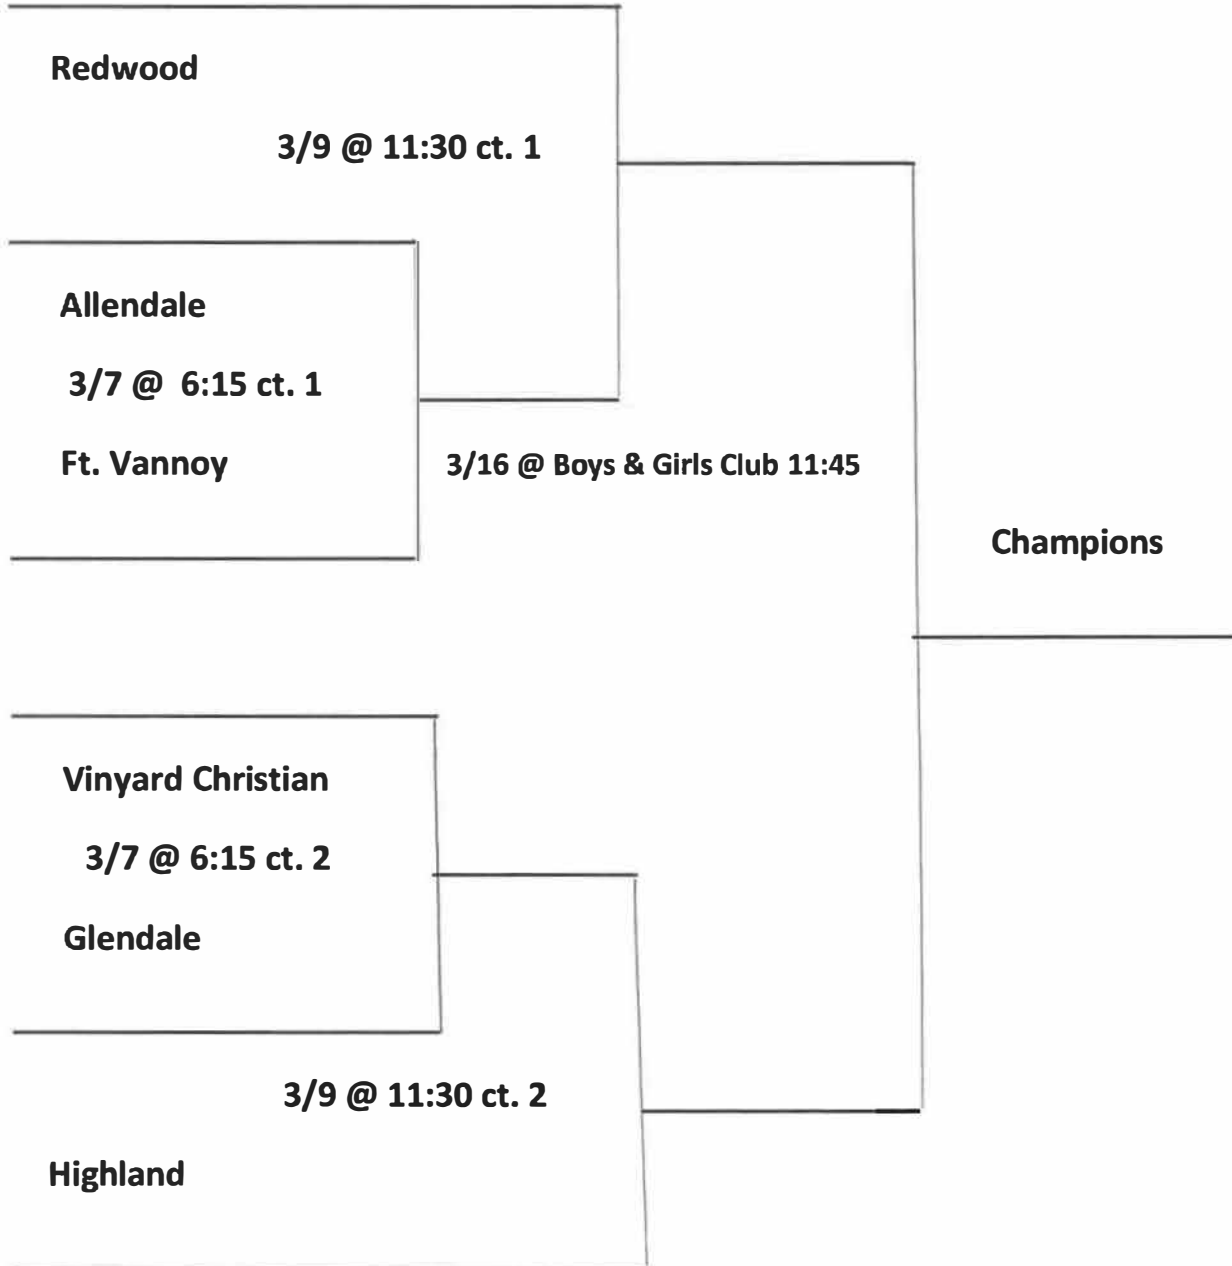 Redwood
3/9 @ 11:30 ct. 1
Allendale
3/7 @ 6:15 ct. 1
Ft. Vannoy
3/16 @ Boys & Girls Club 11:45
Champions
Vinyard Christian
3/7 @ 6:15 ct. 2
Glendale
3/9 @ 11:30 ct. 2
Highland